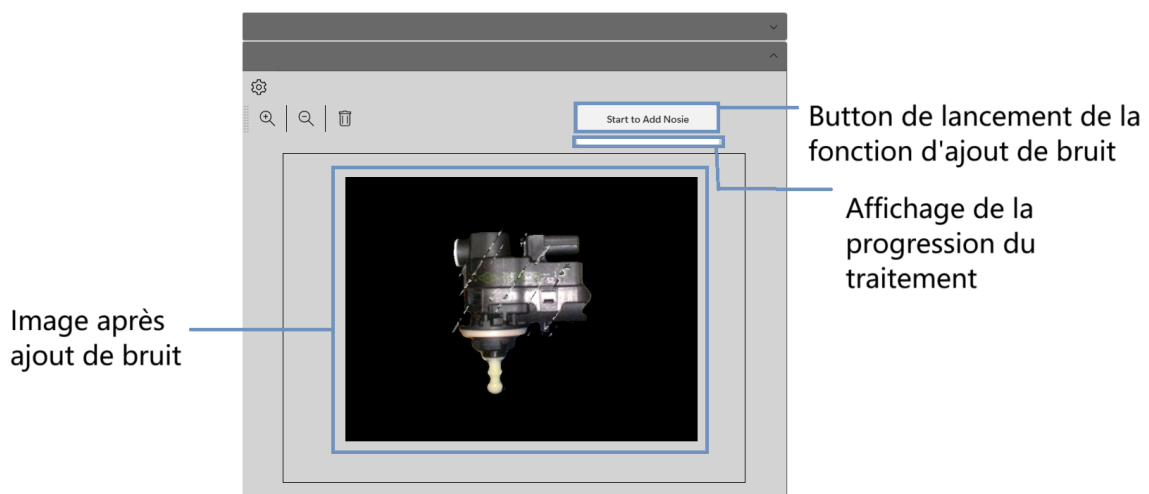 Start to Add Nosie
Button de lancement de la
fonction d'ajout de bruit
Affichage de la
progression du
traitement
Image après
ajout de bruit